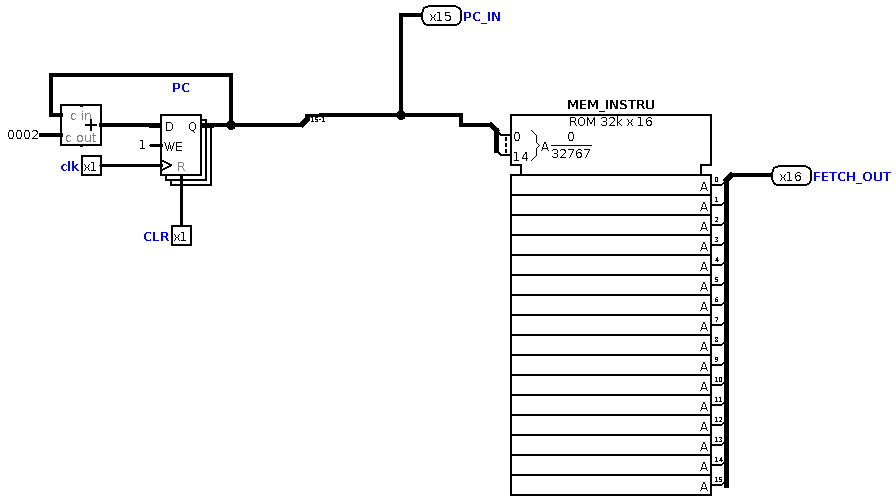 x15 PC_IN
PC
c in
+
c out
0002
D Q
1 WE
R
clk x1
CLR x1
15-1
MEM_INSTRU
ROM 32k x 16
0
14
A 0
32767
A 0
A 1
A 2
A 3
A 4
A 5
A 6
A 7
A 8
A 9
A 10
A 11
A 12
A 13
A 14
A 15
x16 FETCH_OUT